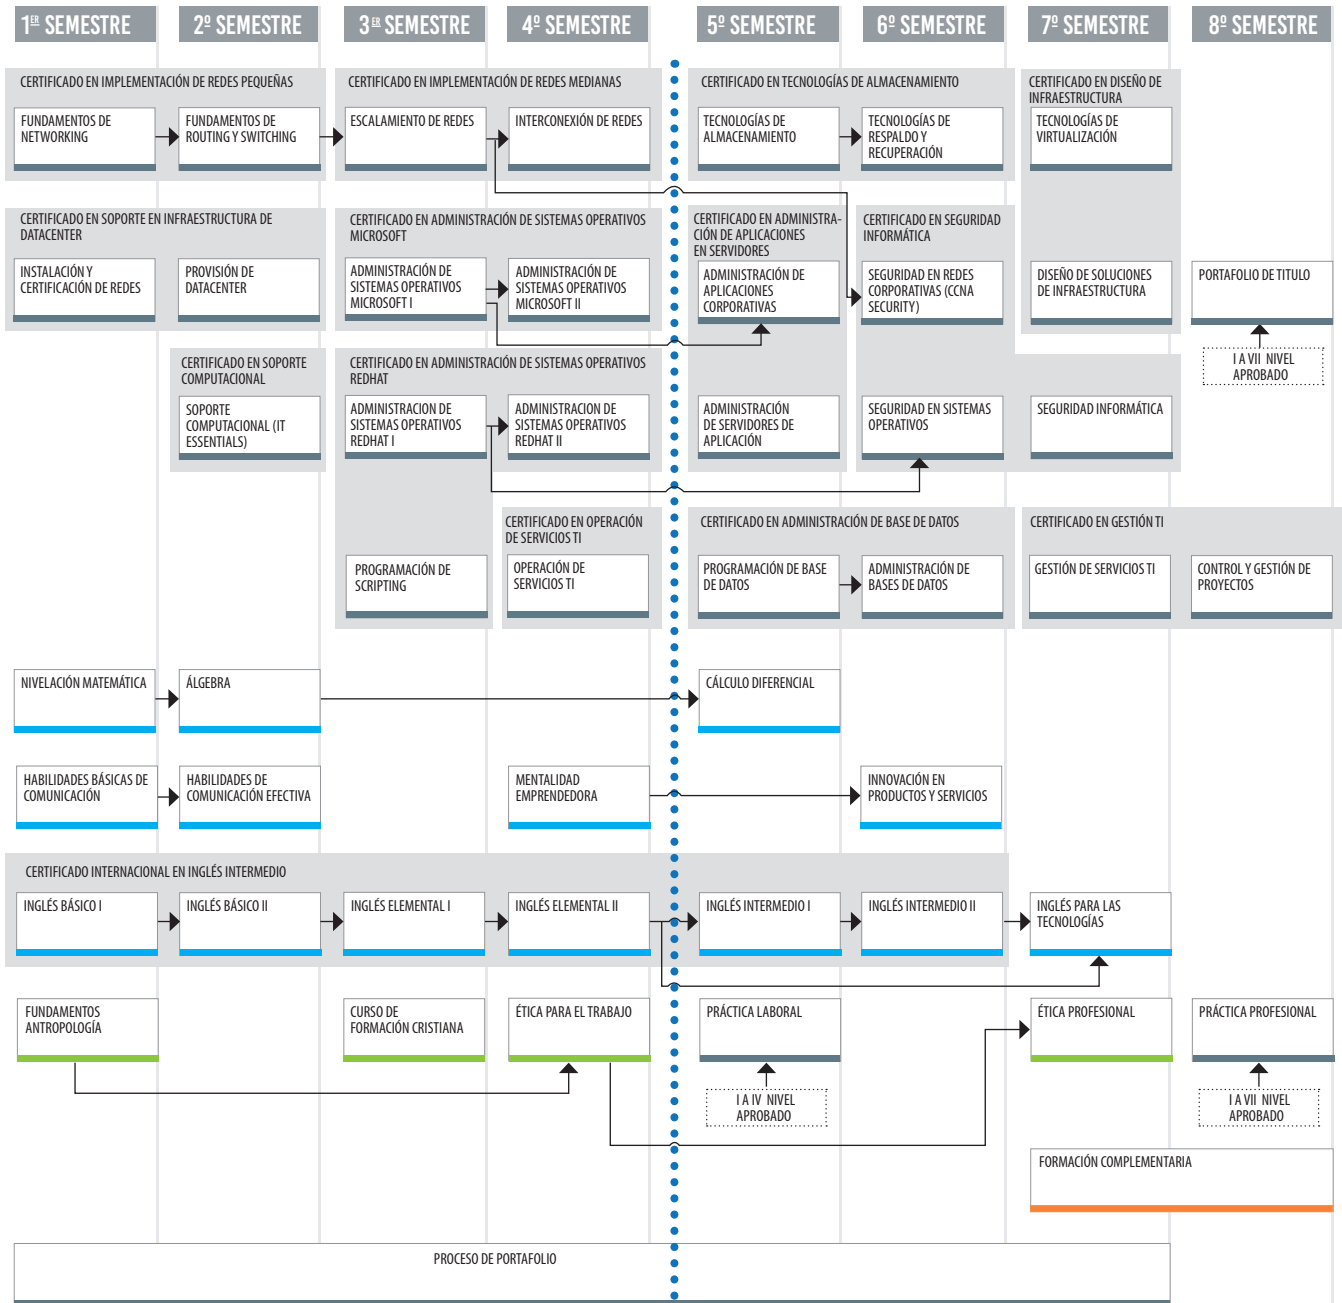 1ER SEMESTRE
2º SEMESTRE
3ER SEMESTRE
4º SEMESTRE
5º SEMESTRE
6º SEMESTRE
7º SEMESTRE
8º SEMESTRE
CERTIFICADO EN IMPLEMENTACIÓN DE REDES PEQUEÑAS
CERTIFICADO EN IMPLEMENTACIÓN DE REDES MEDIANAS
CERTIFICADO EN TECNOLOGÍAS DE ALMACENAMIENTO
CERTIFICADO EN DISEÑO DE
INFRAESTRUCTURA
FUNDAMENTOS DE
NETWORKING
FUNDAMENTOS DE
ROUTING Y SWITCHING
ESCALAMIENTO DE REDES
INTERCONEXIÓN DE REDES
TECNOLOGÍAS DE
ALMACENAMIENTO
TECNOLOGÍAS DE
RESPALDO Y
RECUPERACIÓN
TECNOLOGÍAS DE
VIRTUALIZACIÓN
CERTIFICADO EN SOPORTE EN INFRAESTRUCTURA DE
DATACENTER
CERTIFICADO EN ADMINISTRACIÓN DE SISTEMAS OPERATIVOS
MICROSOFT
CERTIFICADO EN ADMINISTRA-
CIÓN DE APLICACIONES
EN SERVIDORES
CERTIFICADO EN SEGURIDAD
INFORMÁTICA
INSTALACIÓN Y
CERTIFICACIÓN DE REDES
PROVISIÓN DE
DATACENTER
ADMINISTRACIÓN DE
SISTEMAS OPERATIVOS
MICROSOFT I
ADMINISTRACIÓN DE
SISTEMAS OPERATIVOS
MICROSOFT II
ADMINISTRACIÓN DE
APLICACIONES
CORPORATIVAS
SEGURIDAD EN REDES
CORPORATIVAS (CCNA
SECURITY)
DISEÑO DE SOLUCIONES
DE INFRAESTRUCTURA
PORTAFOLIO DE TITULO
I A VII NIVEL
APROBADO
CERTIFICADO EN SOPORTE
COMPUTACIONAL
CERTIFICADO EN ADMINISTRACIÓN DE SISTEMAS OPERATIVOS
REDHAT
SOPORTE
COMPUTACIONAL (IT
ESSENTIALS)
ADMINISTRACION DE
SISTEMAS OPERATIVOS
REDHAT I
ADMINISTRACION DE
SISTEMAS OPERATIVOS
REDHAT II
ADMINISTRACIÓN
DE SERVIDORES DE
APLICACIÓN
SEGURIDAD EN SISTEMAS
OPERATIVOS
SEGURIDAD INFORMÁTICA
CERTIFICADO EN OPERACIÓN
DE SERVICIOS TI
CERTIFICADO EN ADMINISTRACIÓN DE BASE DE DATOS
CERTIFICADO EN GESTIÓN TI
PROGRAMACIÓN DE
SCRIPTING
OPERACIÓN DE
SERVICIOS TI
PROGRAMACIÓN DE BASE
DE DATOS
ADMINISTRACIÓN DE
BASES DE DATOS
GESTIÓN DE SERVICIOS TI
CONTROL Y GESTIÓN DE
PROYECTOS
NIVELACIÓN MATEMÁTICA
ÁLGEBRA
CÁLCULO DIFERENCIAL
HABILIDADES BÁSICAS DE
COMUNICACIÓN
HABILIDADES DE
COMUNICACIÓN EFECTIVA
MENTALIDAD
EMPRENDEDORA
INNOVACIÓN EN
PRODUCTOS Y SERVICIOS
CERTIFICADO INTERNACIONAL EN INGLÉS INTERMEDIO
INGLÉS BÁSICO I
INGLÉS BÁSICO II
INGLÉS ELEMENTAL I
INGLÉS ELEMENTAL II
INGLÉS INTERMEDIO I
INGLÉS INTERMEDIO II
INGLÉS PARA LAS
TECNOLOGÍAS
FUNDAMENTOS
ANTROPOLOGÍA
CURSO DE
FORMACIÓN CRISTIANA
ÉTICA PARA EL TRABAJO
PRÁCTICA LABORAL
ÉTICA PROFESIONAL
PRÁCTICA PROFESIONAL
I A IV NIVEL
APROBADO
I A VII NIVEL
APROBADO
FORMACIÓN COMPLEMENTARIA
PROCESO DE PORTAFOLIO